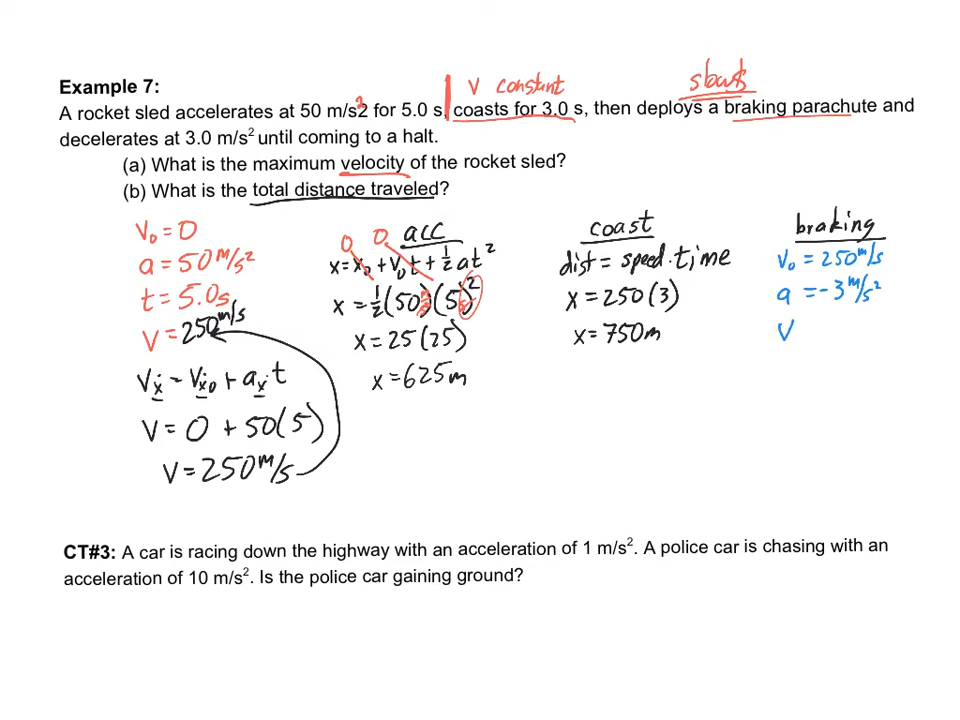 v constant
slows
Example 7:
A rocket sled accelerates at 50 m/s2 for 5.0 s, coasts for 3.0 s, then deploys a braking parachute and
decelerates at 3.0 m/s² until coming to a halt.
(a) What is the maximum velocity of the rocket sled?
(b) What is the total distance traveled?
V₀ = 0
a = 50 m/s²
t = 5.0s
V = 250 m/s
Vₓ = Vₓ₀ + aₓt
V = 0 + 50(5)
V = 250 m/s
acc
0 0
x = x₀ + V₀t + ½at²
x = ½(50)(5)²
x = 25(25)
x = 625m
coast
dist = speed·time
x = 250(3)
x = 750m
braking
V₀ = 250 m/s
a = -3 m/s²
V
CT#3: A car is racing down the highway with an acceleration of 1 m/s². A police car is chasing with an
acceleration of 10 m/s². Is the police car gaining ground?